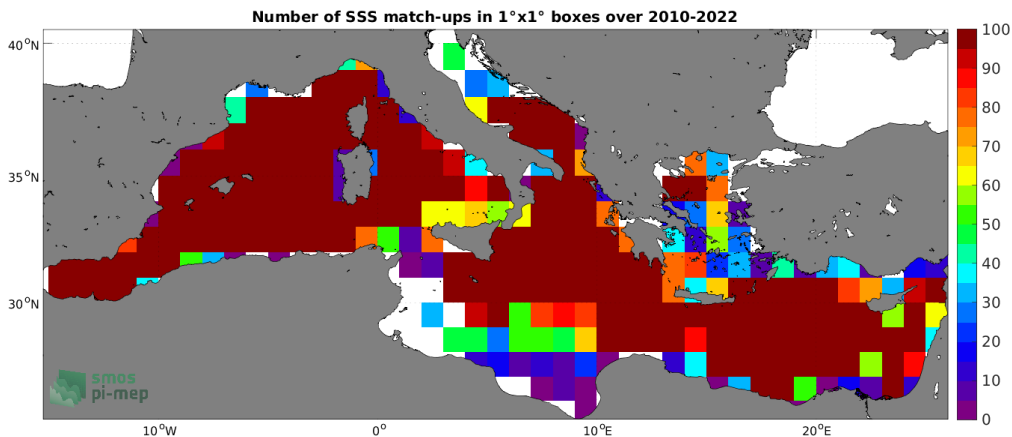 Number of SSS match-ups in 1°x1° boxes over 2010-2022
40°N
35°N
30°N
10°W
0°
10°E
20°E
100
90
80
70
60
50
40
30
20
10
0
smos
pi-mep